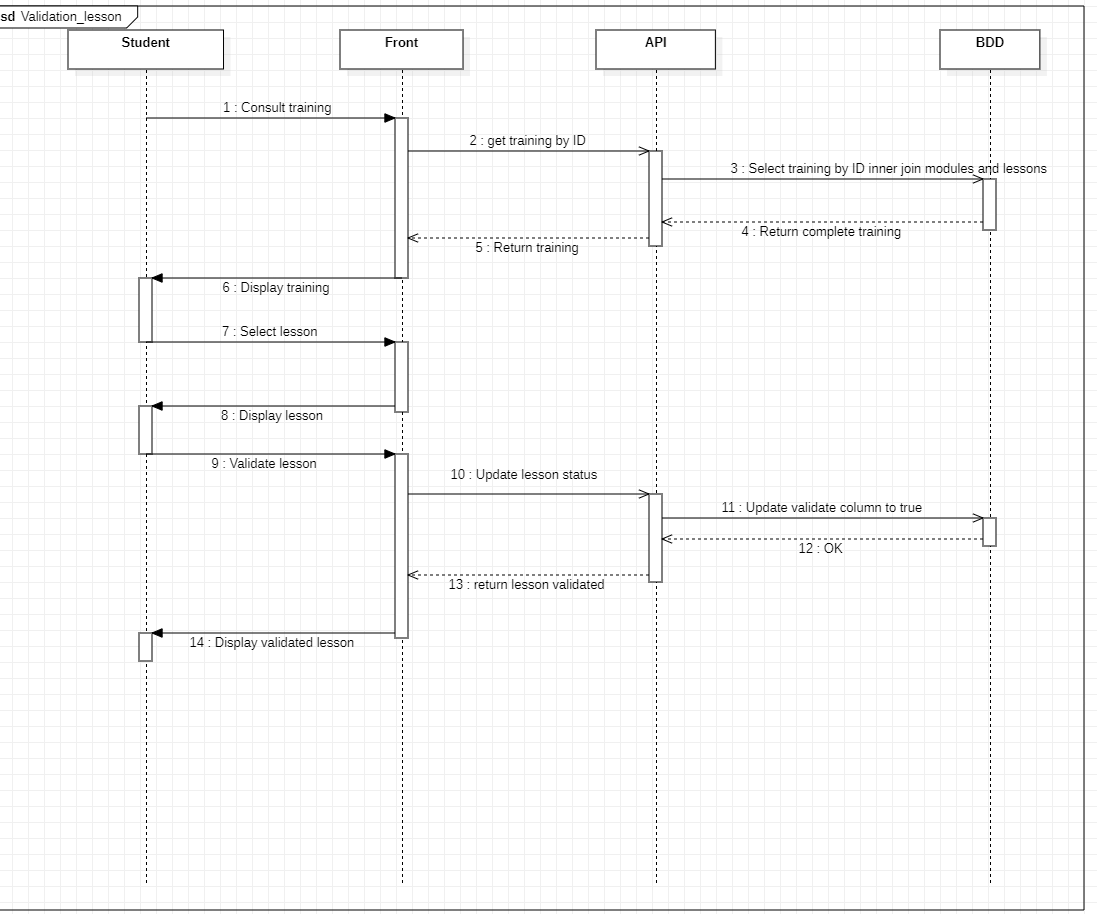 sd Validation_lesson
Student
Front
API
BDD
1 : Consult training
2 : get training by ID
3 : Select training by ID inner join modules and lessons
4 : Return complete training
5 : Return training
6 : Display training
7 : Select lesson
8 : Display lesson
9 : Validate lesson
10 : Update lesson status
11 : Update validate column to true
12 : OK
13 : return lesson validated
14 : Display validated lesson